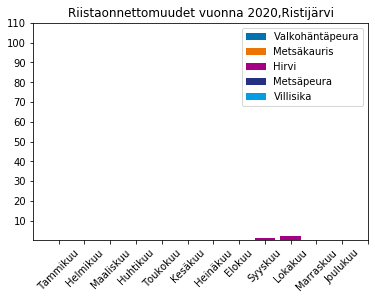 Riistaonnettomuudet vuonna 2020,Ristijärvi
110
100
90
80
70
60
50
40
30
20
10
Valkohäntäpeura
Metsäkauris
Hirvi
Metsäpeura
Villisika
Tammikuu
Helmikuu
Maaliskuu
Huhtikuu
Toukokuu
Kesäkuu
Heinäkuu
Elokuu
Syyskuu
Lokakuu
Marraskuu
Joulukuu